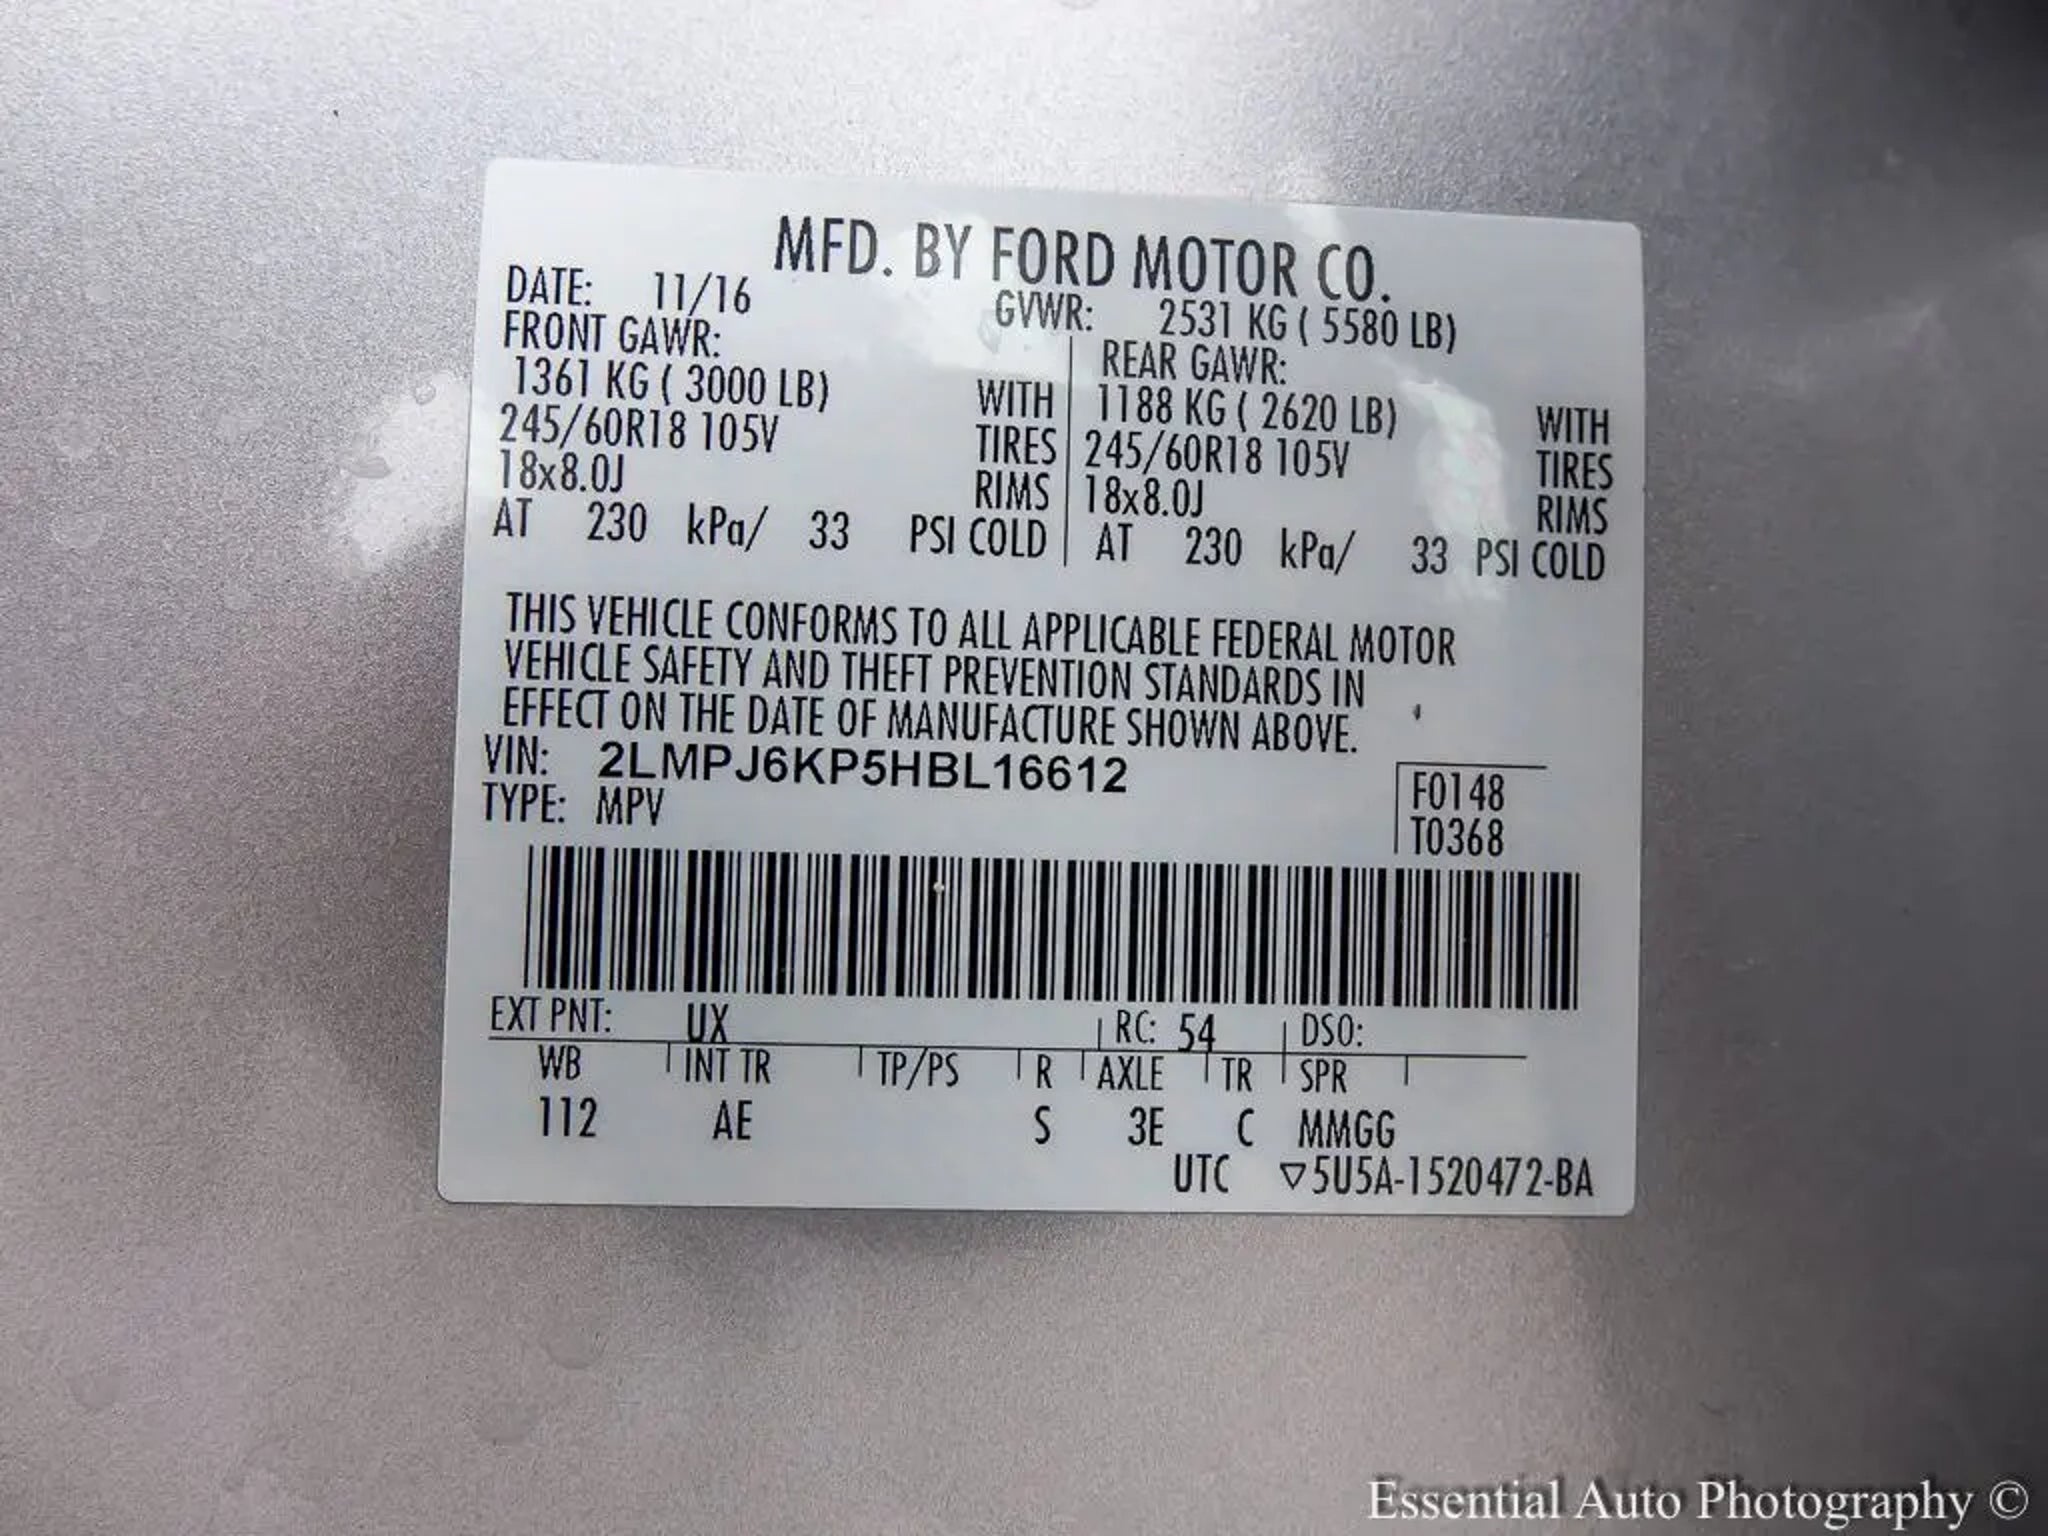 MFD. BY FORD MOTOR CO.
DATE: 11/16 GVWR: 2531 KG ( 5580 LB)
FRONT GAWR: REAR GAWR:
1361 KG ( 3000 LB) WITH 1188 KG ( 2620 LB) WITH
245/60R18 105V TIRES 245/60R18 105V TIRES
18x8.0J RIMS 18x8.0J RIMS
AT 230 kPa/ 33 PSI COLD AT 230 kPa/ 33 PSI COLD
THIS VEHICLE CONFORMS TO ALL APPLICABLE FEDERAL MOTOR
VEHICLE SAFETY AND THEFT PREVENTION STANDARDS IN
EFFECT ON THE DATE OF MANUFACTURE SHOWN ABOVE.
VIN: 2LMPJ6KP5HBL16612
TYPE: MPV
F0148
T0368
EXT PNT: UX RC: 54 DSO:
WB INT TR TP/PS R AXLE TR SPR
112 AE S 3E C MMGG
UTC ▽5U5A-1520472-BA
Essential Auto Photography ©